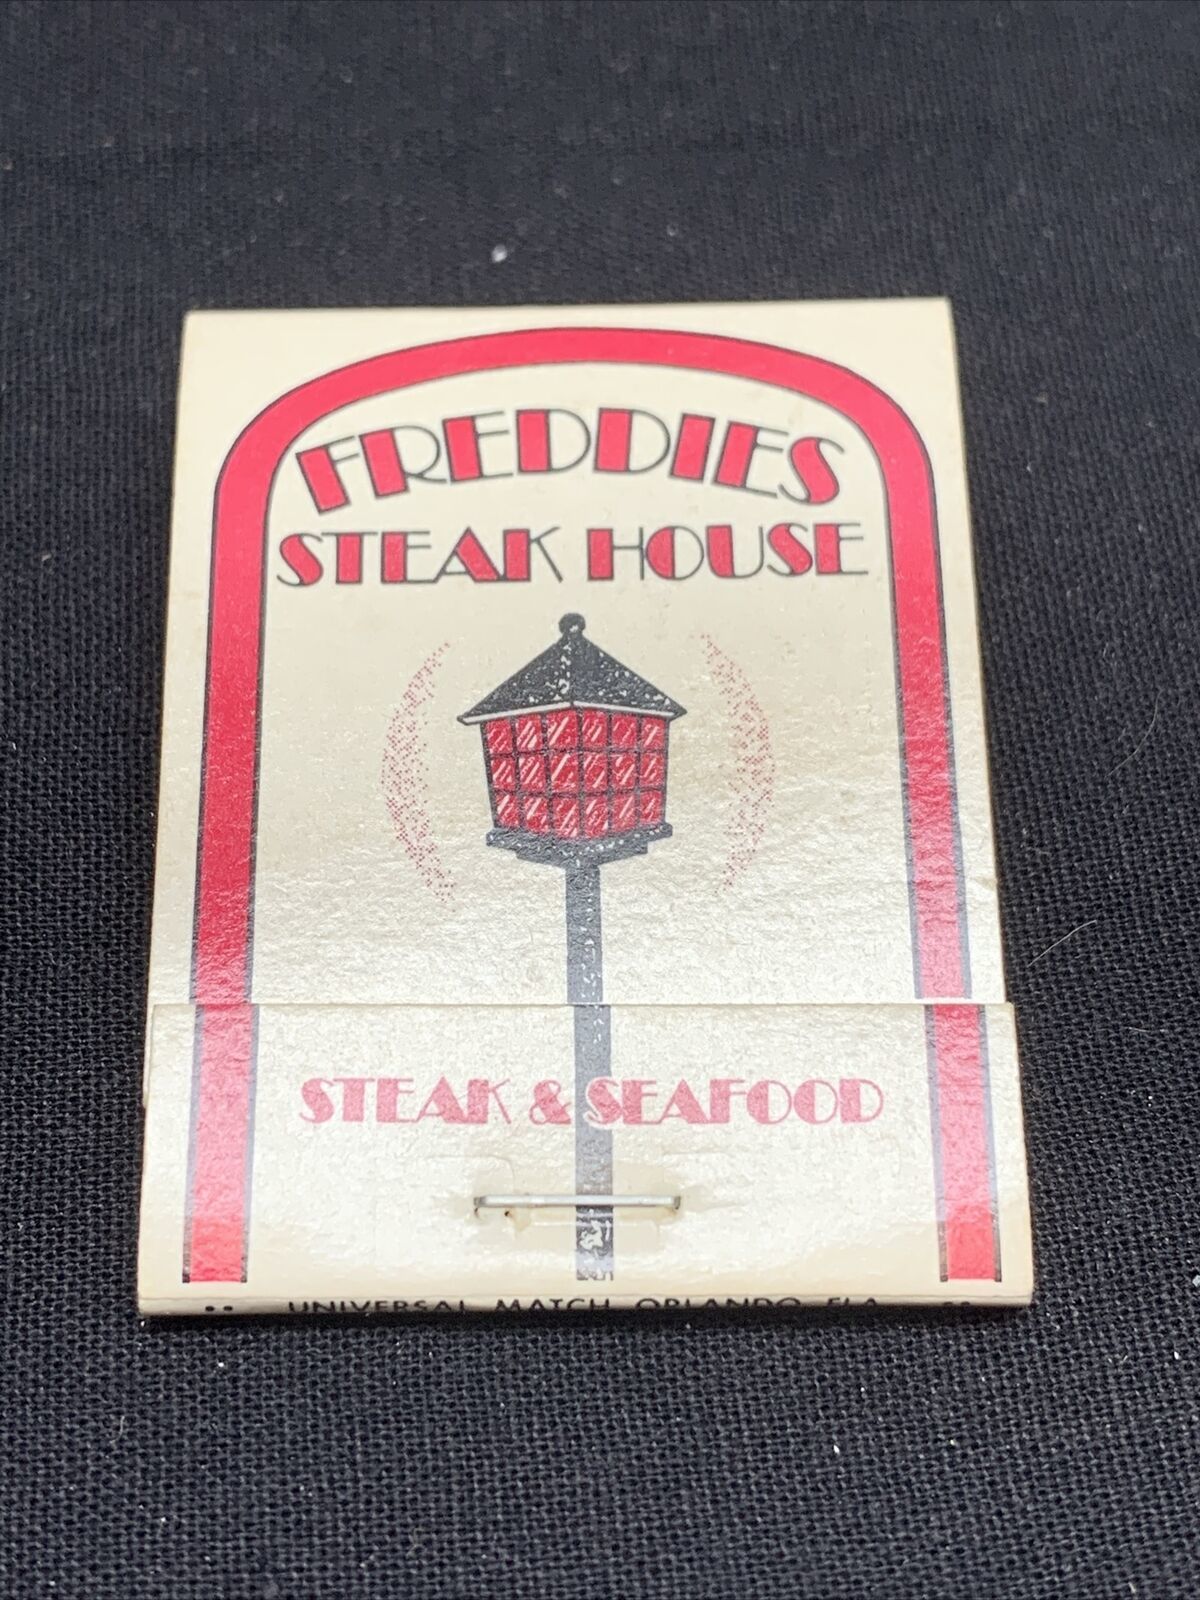 FREDDIES
STEAK HOUSE
STEAK & SEAFOOD
UNIVERSAL MATCH ORLANDO FLA